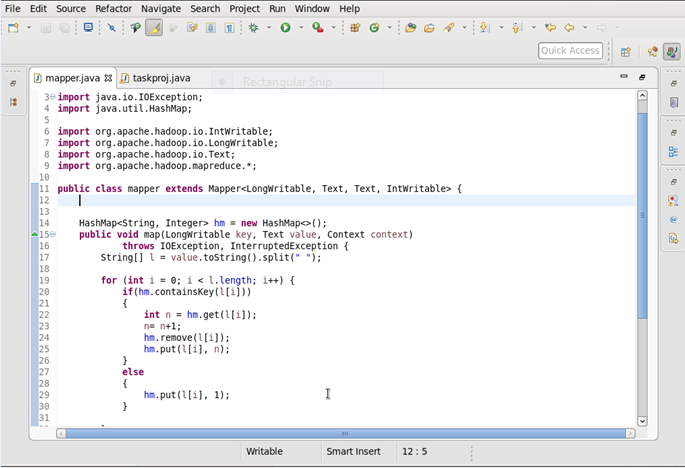 File Edit Source Refactor Navigate Search Project Run Window Help
Quick Access
mapper.java taskproj.java
Rectangular Snip
3 import java.io.IOException;
4 import java.util.HashMap;
5
6 import org.apache.hadoop.io.IntWritable;
7 import org.apache.hadoop.io.LongWritable;
8 import org.apache.hadoop.io.Text;
9 import org.apache.hadoop.mapreduce.*;
10
11 public class mapper extends Mapper<LongWritable, Text, Text, IntWritable> {
12
13
14 HashMap<String, Integer> hm = new HashMap<>();
15 public void map(LongWritable key, Text value, Context context)
16 throws IOException, InterruptedException {
17 String[] l = value.toString().split(" ");
18
19 for (int i = 0; i < l.length; i++) {
20 if(hm.containsKey(l[i]))
21 {
22 int n = hm.get(l[i]);
23 n= n+1;
24 hm.remove(l[i]);
25 hm.put(l[i], n);
26 }
27 else
28 {
29 hm.put(l[i], 1);
30 }
31
Writable Smart Insert 12 : 5